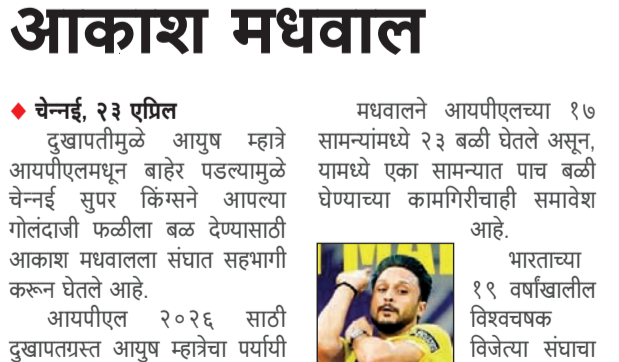 आकाश मधवाल
चेन्नई, २३ एप्रिल
दुखापतीमुळे आयुष म्हात्रे
आयपीएलमधून बाहेर पडल्यामुळे
चेन्नई सुपर किंग्सने आपल्या
गोलंदाजी फळीला बळ देण्यासाठी
आकाश मधवालला संघात सहभागी
करून घेतले आहे.
आयपीएल २०२६ साठी
दुखापतग्रस्त आयुष म्हात्रेचा पर्यायी
मधवालने आयपीएलच्या १७
सामन्यांमध्ये २३ बळी घेतले असून,
यामध्ये एका सामन्यात पाच बळी
घेण्याच्या कामगिरीचाही समावेश
आहे.
भारताच्या
१९ वर्षांखालील
विश्वचषक
विजेत्या संघाचा